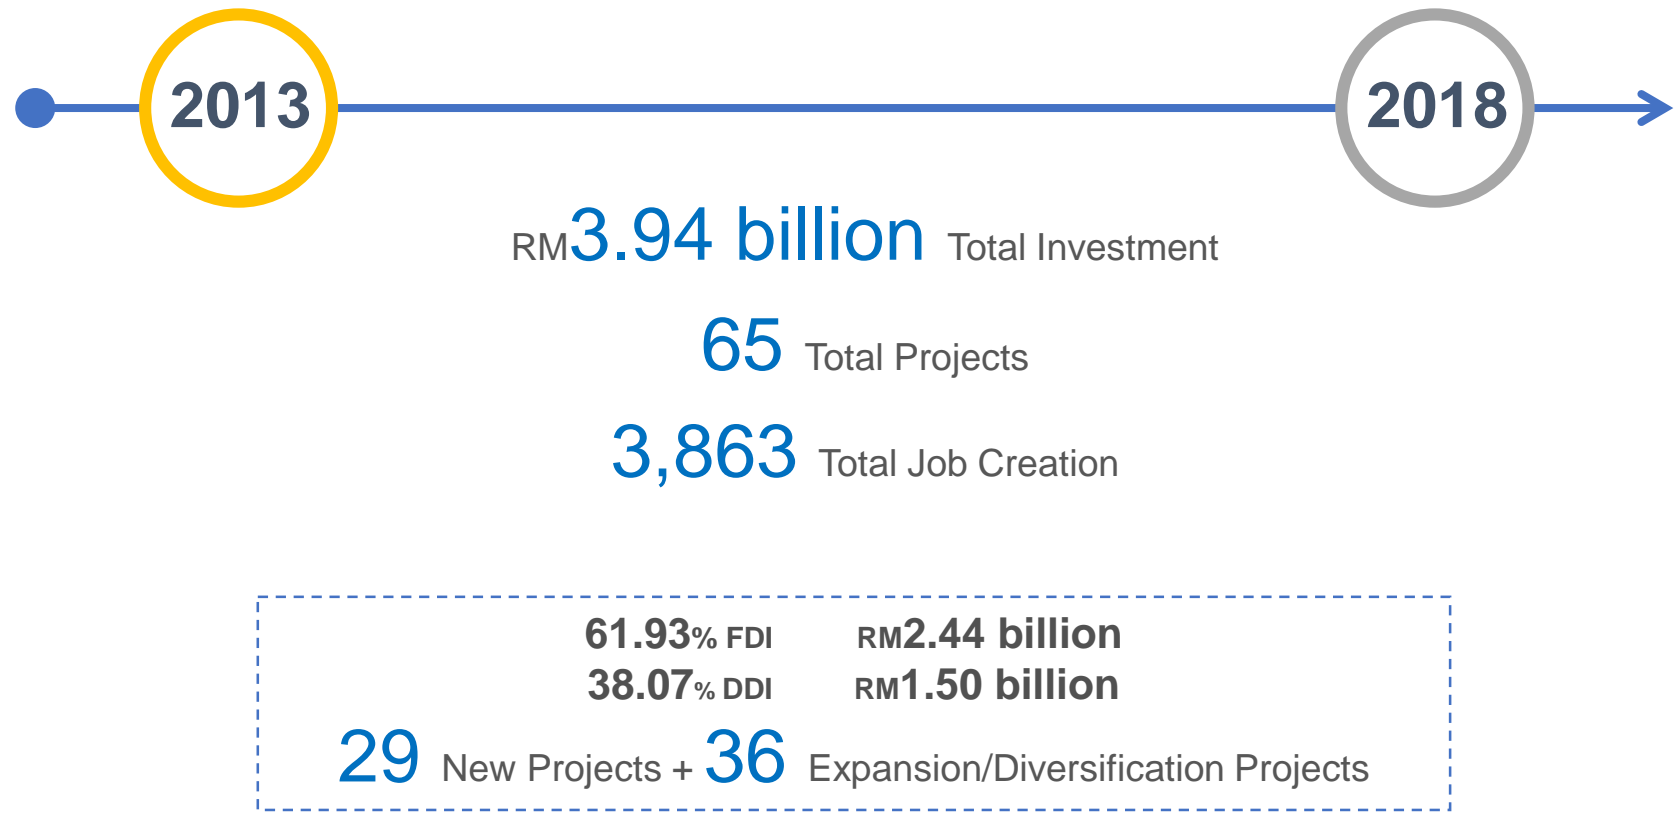 2013 2018
RM3.94 billion Total Investment
65 Total Projects
3,863 Total Job Creation
61.93% FDI RM2.44 billion
38.07% DDI RM1.50 billion
29 New Projects + 36 Expansion/Diversification Projects